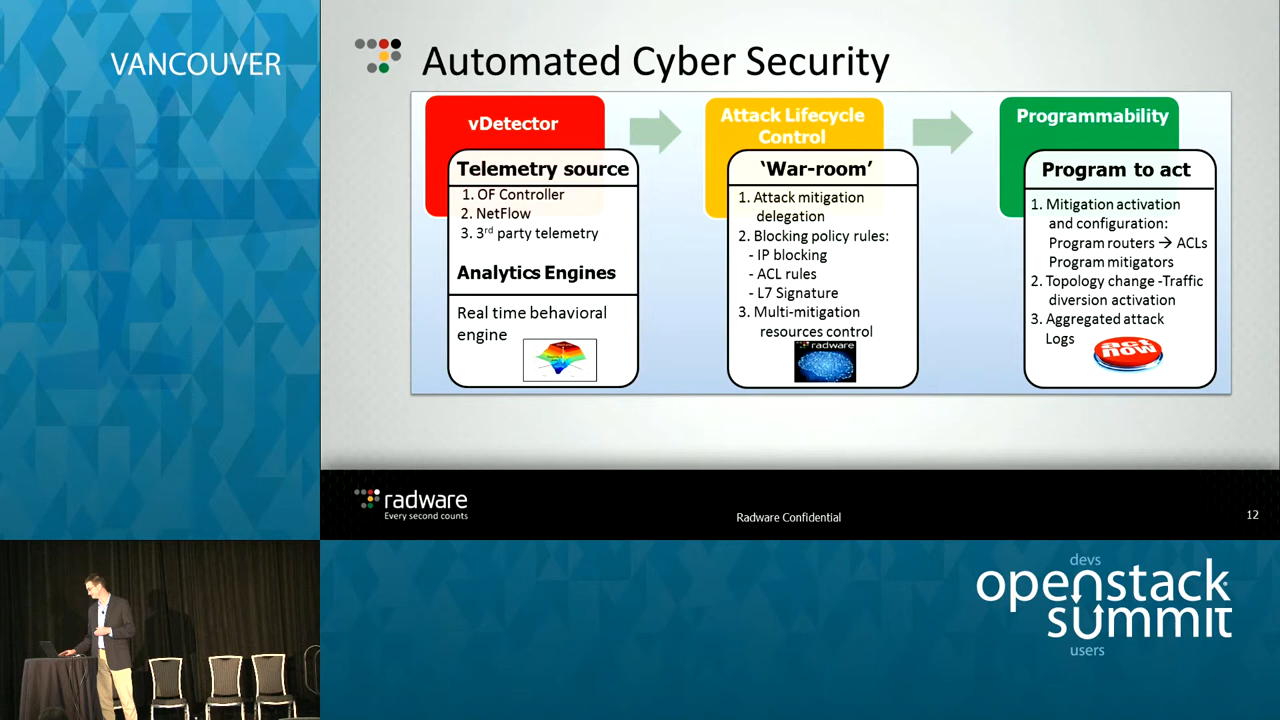 VANCOUVER
Automated Cyber Security
vDetector
Telemetry source
1. OF Controller
2. NetFlow
3. 3rd party telemetry
Analytics Engines
Real time behavioral
engine
Attack Lifecycle
Control
‘War-room’
1. Attack mitigation
delegation
2. Blocking policy rules:
- IP blocking
- ACL rules
- L7 Signature
3. Multi-mitigation
resources control
radware
Programmability
Program to act
1. Mitigation activation
and configuration:
Program routers → ACLs
Program mitigators
2. Topology change -Traffic
diversion activation
3. Aggregated attack
Logs
act
now
radware
Every second counts
Radware Confidential
12
devs
openstack
summit
users